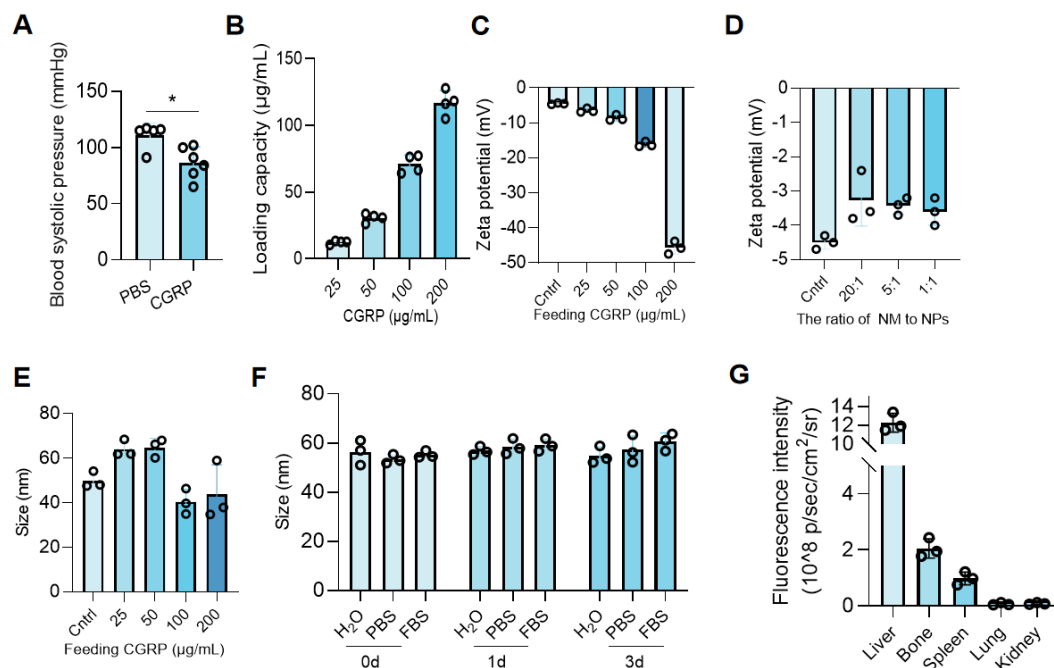 A
Blood systolic pressure (mmHg)
150
100
50
0
*
PBS
CGRP
B
Loading capacity (µg/mL)
150
100
50
0
25
50
100
200
CGRP (µg/mL)
C
Zeta potential (mV)
0
-10
-20
-30
-40
-50
Cntrl
25
50
100
200
Feeding CGRP (µg/mL)
D
Zeta potential (mV)
0
-1
-2
-3
-4
-5
Cntrl
20:1
5:1
1:1
The ratio of NM to NPs
E
Size (nm)
80
60
40
20
0
Cntrl
25
50
100
200
Feeding CGRP (µg/mL)
F
Size (nm)
80
60
40
20
0
H₂O
PBS
FBS
0d
H₂O
PBS
FBS
1d
H₂O
PBS
FBS
3d
G
Fluorescence intensity
(10^8 p/sec/cm²/sr)
14
12
10
4
2
0
Liver
Bone
Spleen
Lung
Kidney